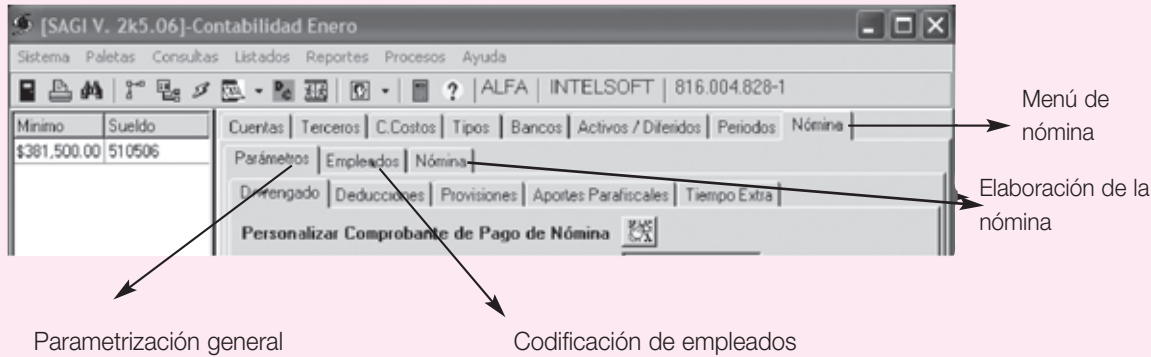 [SAGI V. 2k5.06]-Contabilidad Enero
Sistema Paletas Consultas Listados Reportes Procesos Ayuda
ALFA | INTELSOFT | 816.004.828-1
Minimo Sueldo
$381,500.00 510506
Cuentas Terceros C.Costos Tipos Bancos Activos / Diferidos Periodos Nómina
Parámetros Empleados Nómina
Devengado Deducciones Provisiones Aportes Parafiscales Tiempo Extra
Personalizar Comprobante de Pago de Nómina
Menú de
nómina
Elaboración de la
nómina
Parametrización general
Codificación de empleados